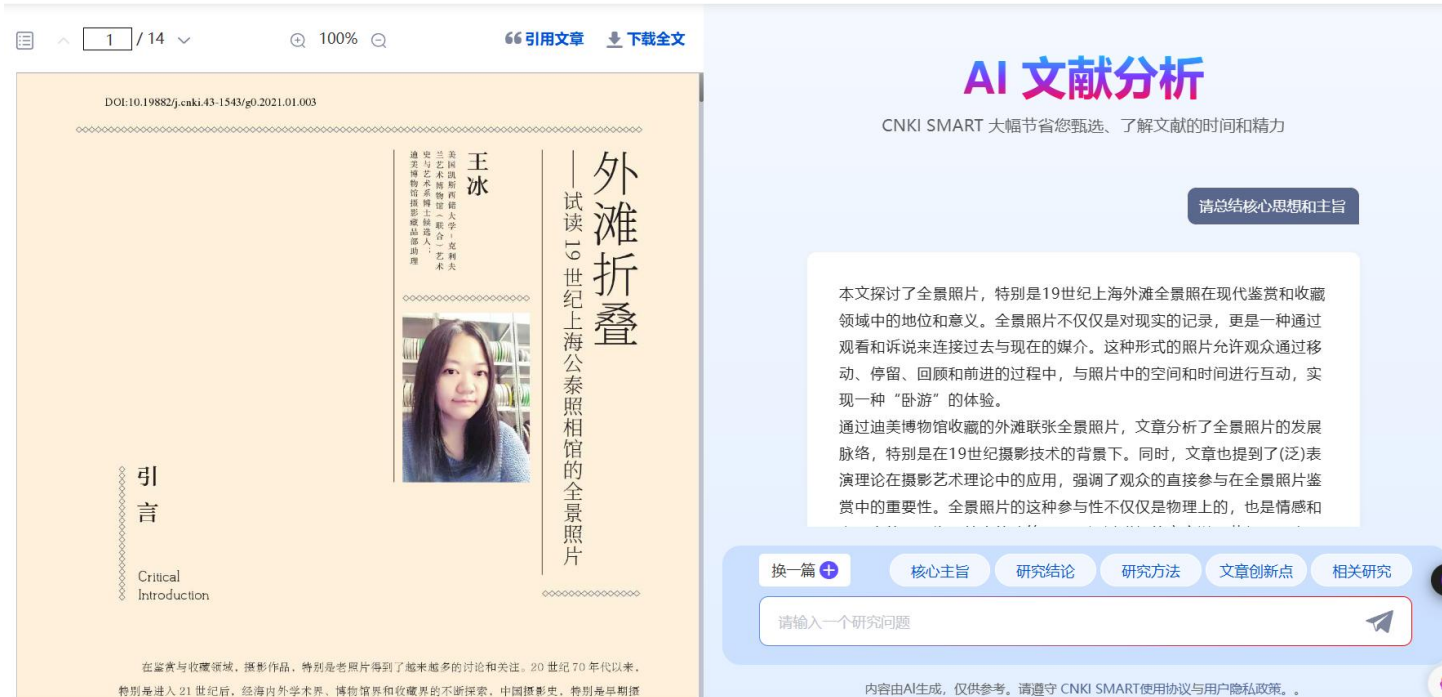 1 / 14
100%
引用文章
下载全文
DOI:10.19882/j.cnki.43-1543/g0.2021.01.003
外滩折叠
——试读19世纪上海公泰照相馆的全景照片
王冰
美国凯斯西储大学-克利夫
兰艺术博物馆(联合)艺术
史与艺术系博士候选人;
迪美博物馆摄影藏品部助理
引言
Critical
Introduction
在鉴赏与收藏领域,摄影作品,特别是老照片得到了越来越多的讨论和关注。20世纪70年代以来,
特别是进入21世纪后,经海内外学术界、博物馆界和收藏界的不断探索,中国摄影史,特别是早期摄
AI 文献分析
CNKI SMART 大幅节省您甄选、了解文献的时间和精力
请总结核心思想和主旨
本文探讨了全景照片,特别是19世纪上海外滩全景照在现代鉴赏和收藏
领域中的地位和意义。全景照片不仅仅是对现实的记录,更是一种通过
观看和诉说来连接过去与现在的媒介。这种形式的照片允许观众通过移
动、停留、回顾和前进的过程中,与照片中的空间和时间进行互动,实
现一种“卧游”的体验。
通过迪美博物馆收藏的外滩联张全景照片,文章分析了全景照片的发展
脉络,特别是在19世纪摄影技术的背景下。同时,文章也提到了(泛)表
演理论在摄影艺术理论中的应用,强调了观众的直接参与在全景照片鉴
赏中的重要性。全景照片的这种参与性不仅仅是物理上的,也是情感和
换一篇
核心主旨
研究结论
研究方法
文章创新点
相关研究
请输入一个研究问题
内容由AI生成,仅供参考。请遵守 CNKI SMART使用协议与用户隐私政策。。